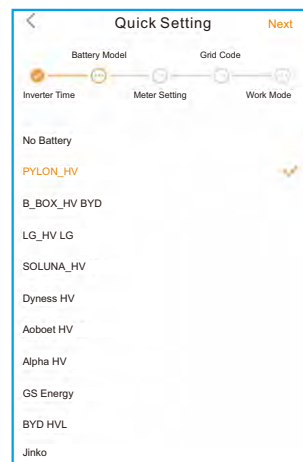 Quick Setting Next
Battery Model Grid Code
Inverter Time Meter Setting Work Mode
No Battery
PYLON_HV
B_BOX_HV BYD
LG_HV LG
SOLUNA_HV
Dyness HV
Aoboet HV
Alpha HV
GS Energy
BYD HVL
Jinko